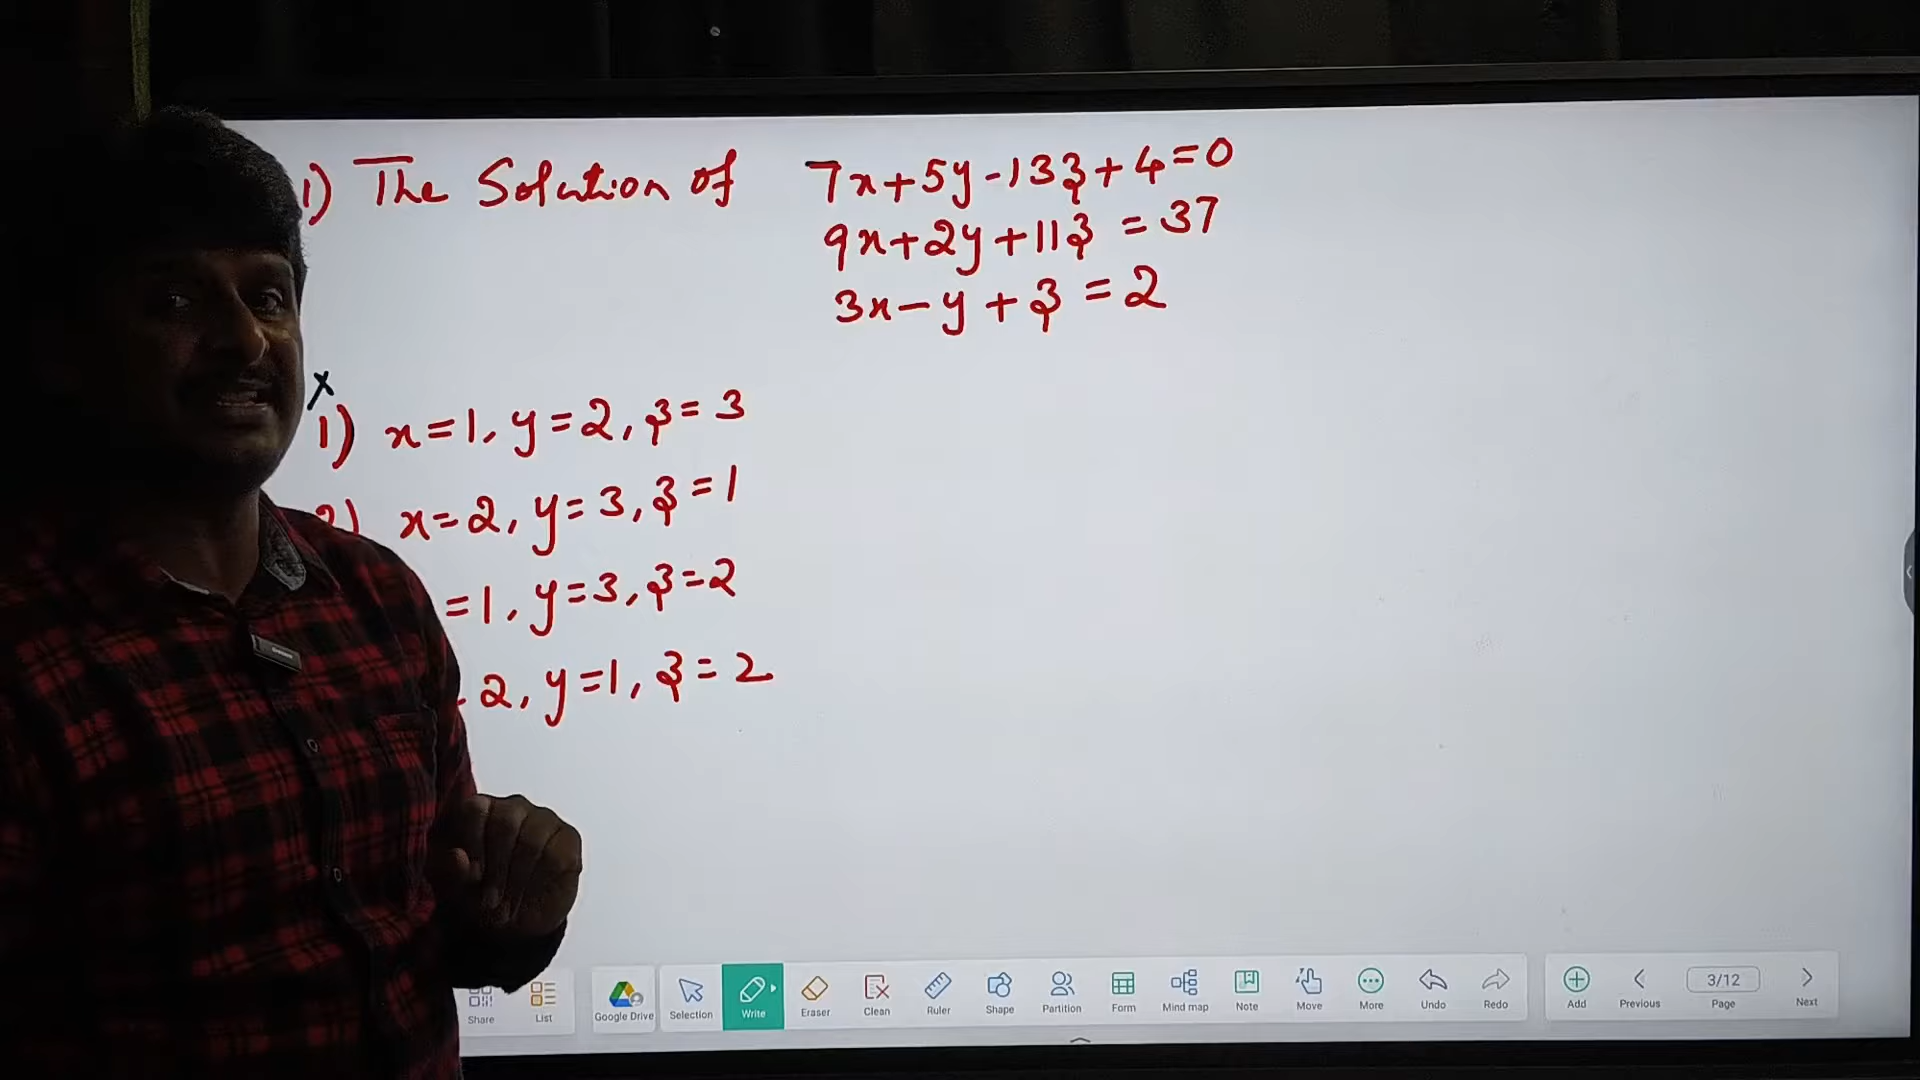 1) The Solution of 7x+5y-13z+4=0
9x+2y+11z = 37
3x-y+z = 2
x
1) x=1, y=2, z=3
2) x=2, y=3, z=1
=1, y=3, z=2
2, y=1, z=2
Share List Google Drive Selection Write Eraser Clean Ruler Shape Partition Form Mind map Note Move More Undo Redo Add Previous 3/12 Page Next